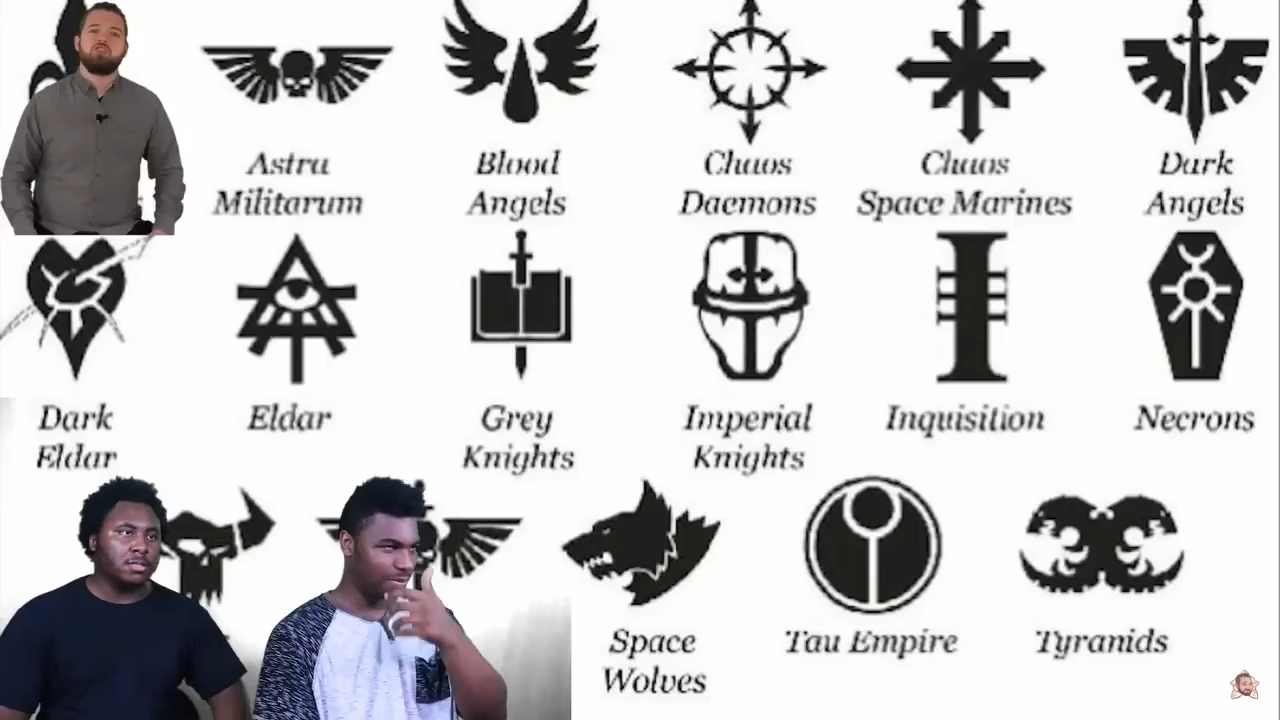 Astra
Militarum
Blood
Angels
Chaos
Daemons
Chaos
Space Marines
Dark
Angels
Dark
Eldar
Eldar
Grey
Knights
Imperial
Knights
Inquisition
Necrons
Space
Wolves
Tau Empire
Tyranids